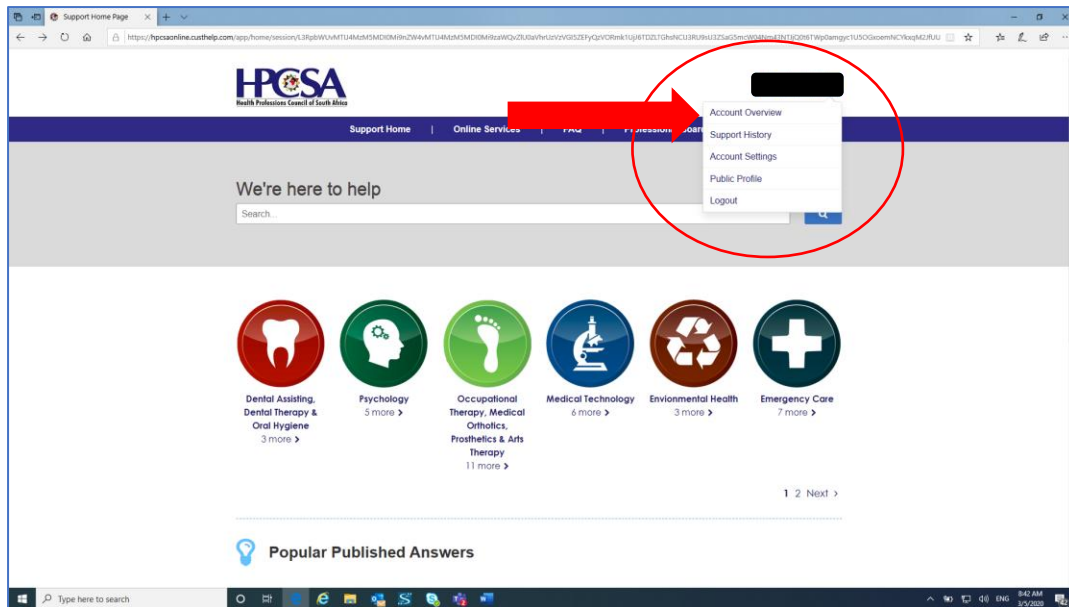 Support Home Page
https://hpcsaonline.custhelp.com/app/home/session/
HPCSA
Health Professions Council of South Africa
Account Overview
Support History
Account Settings
Public Profile
Logout
Support Home | Online Services | FAQ | Professional Boar
We're here to help
Search...
Dental Assisting,
Dental Therapy &
Oral Hygiene
3 more >
Psychology
5 more >
Occupational
Therapy, Medical
Orthotics,
Prosthetics & Arts
Therapy
11 more >
Medical Technology
6 more >
Envionmental Health
3 more >
Emergency Care
7 more >
1 2 Next >
Popular Published Answers
Type here to search
ENG
8:42 AM
3/5/2020